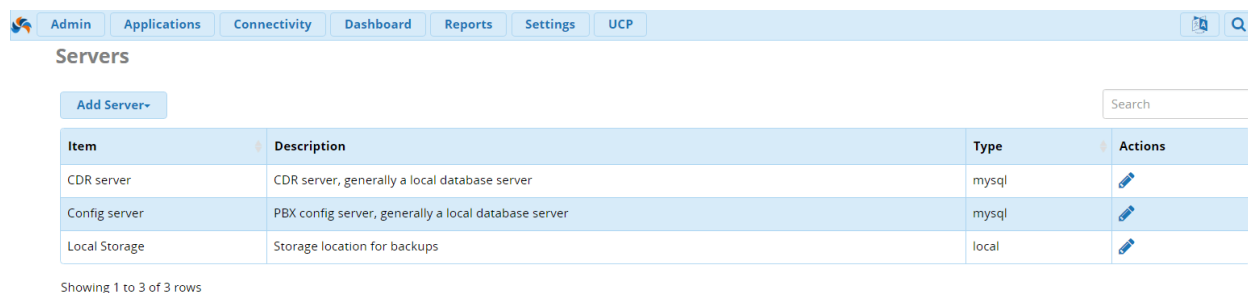 Admin Applications Connectivity Dashboard Reports Settings UCP
Servers
Add Server
Search
Item Description Type Actions
CDR server CDR server, generally a local database server mysql
Config server PBX config server, generally a local database server mysql
Local Storage Storage location for backups local
Showing 1 to 3 of 3 rows